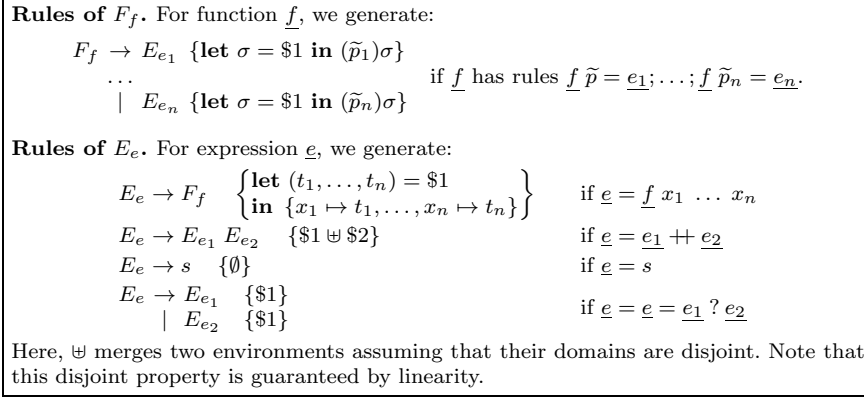 Rules of F_f. For function f, we generate:
F_f → E_{e_1} {let σ = $1 in (p̃_1)σ}
...
| E_{e_n} {let σ = $1 in (p̃_n)σ}
if f has rules f p̃ = e_1; . . . ; f p̃_n = e_n.
Rules of E_e. For expression e, we generate:
E_e → F_f {let (t_1, . . . , t_n) = $1
in {x_1 ↦ t_1, . . . , x_n ↦ t_n}} if e = f x_1 ... x_n
E_e → E_{e_1} E_{e_2} {$1 ⊎ $2} if e = e_1 ++ e_2
E_e → s {∅} if e = s
E_e → E_{e_1} {$1}
| E_{e_2} {$1}
if e = e = e_1 ? e_2
Here, ⊎ merges two environments assuming that their domains are disjoint. Note that
this disjoint property is guaranteed by linearity.